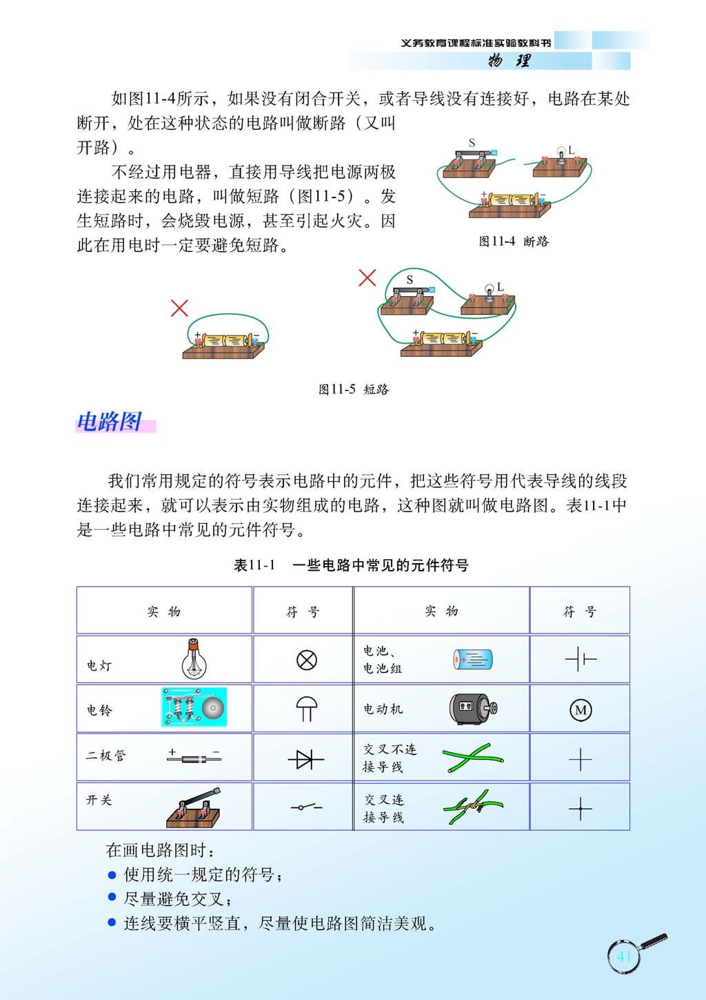 义务教育课程标准实验教科书
物 理
如图11-4所示，如果没有闭合开关，或者导线没有连接好，电路在某处
断开，处在这种状态的电路叫做断路（又叫
开路）。
不经过用电器，直接用导线把电源两极
连接起来的电路，叫做短路（图11-5）。发
生短路时，会烧毁电源，甚至引起火灾。因
此在用电时一定要避免短路。
S
L
+
−
图11-4 断路
+
−
S
L
+
−
图11-5 短路
电路图
我们常用规定的符号表示电路中的元件，把这些符号用代表导线的线段
连接起来，就可以表示由实物组成的电路，这种图就叫做电路图。表11-1中
是一些电路中常见的元件符号。
表11-1 一些电路中常见的元件符号
实 物 符 号 实 物 符 号
电灯
电池、
电池组
+
电铃
电动机
M
二极管
+ −
交叉不连
接导线
开关
交叉连
接导线
在画电路图时：
● 使用统一规定的符号；
● 尽量避免交叉；
● 连线要横平竖直，尽量使电路图简洁美观。
41